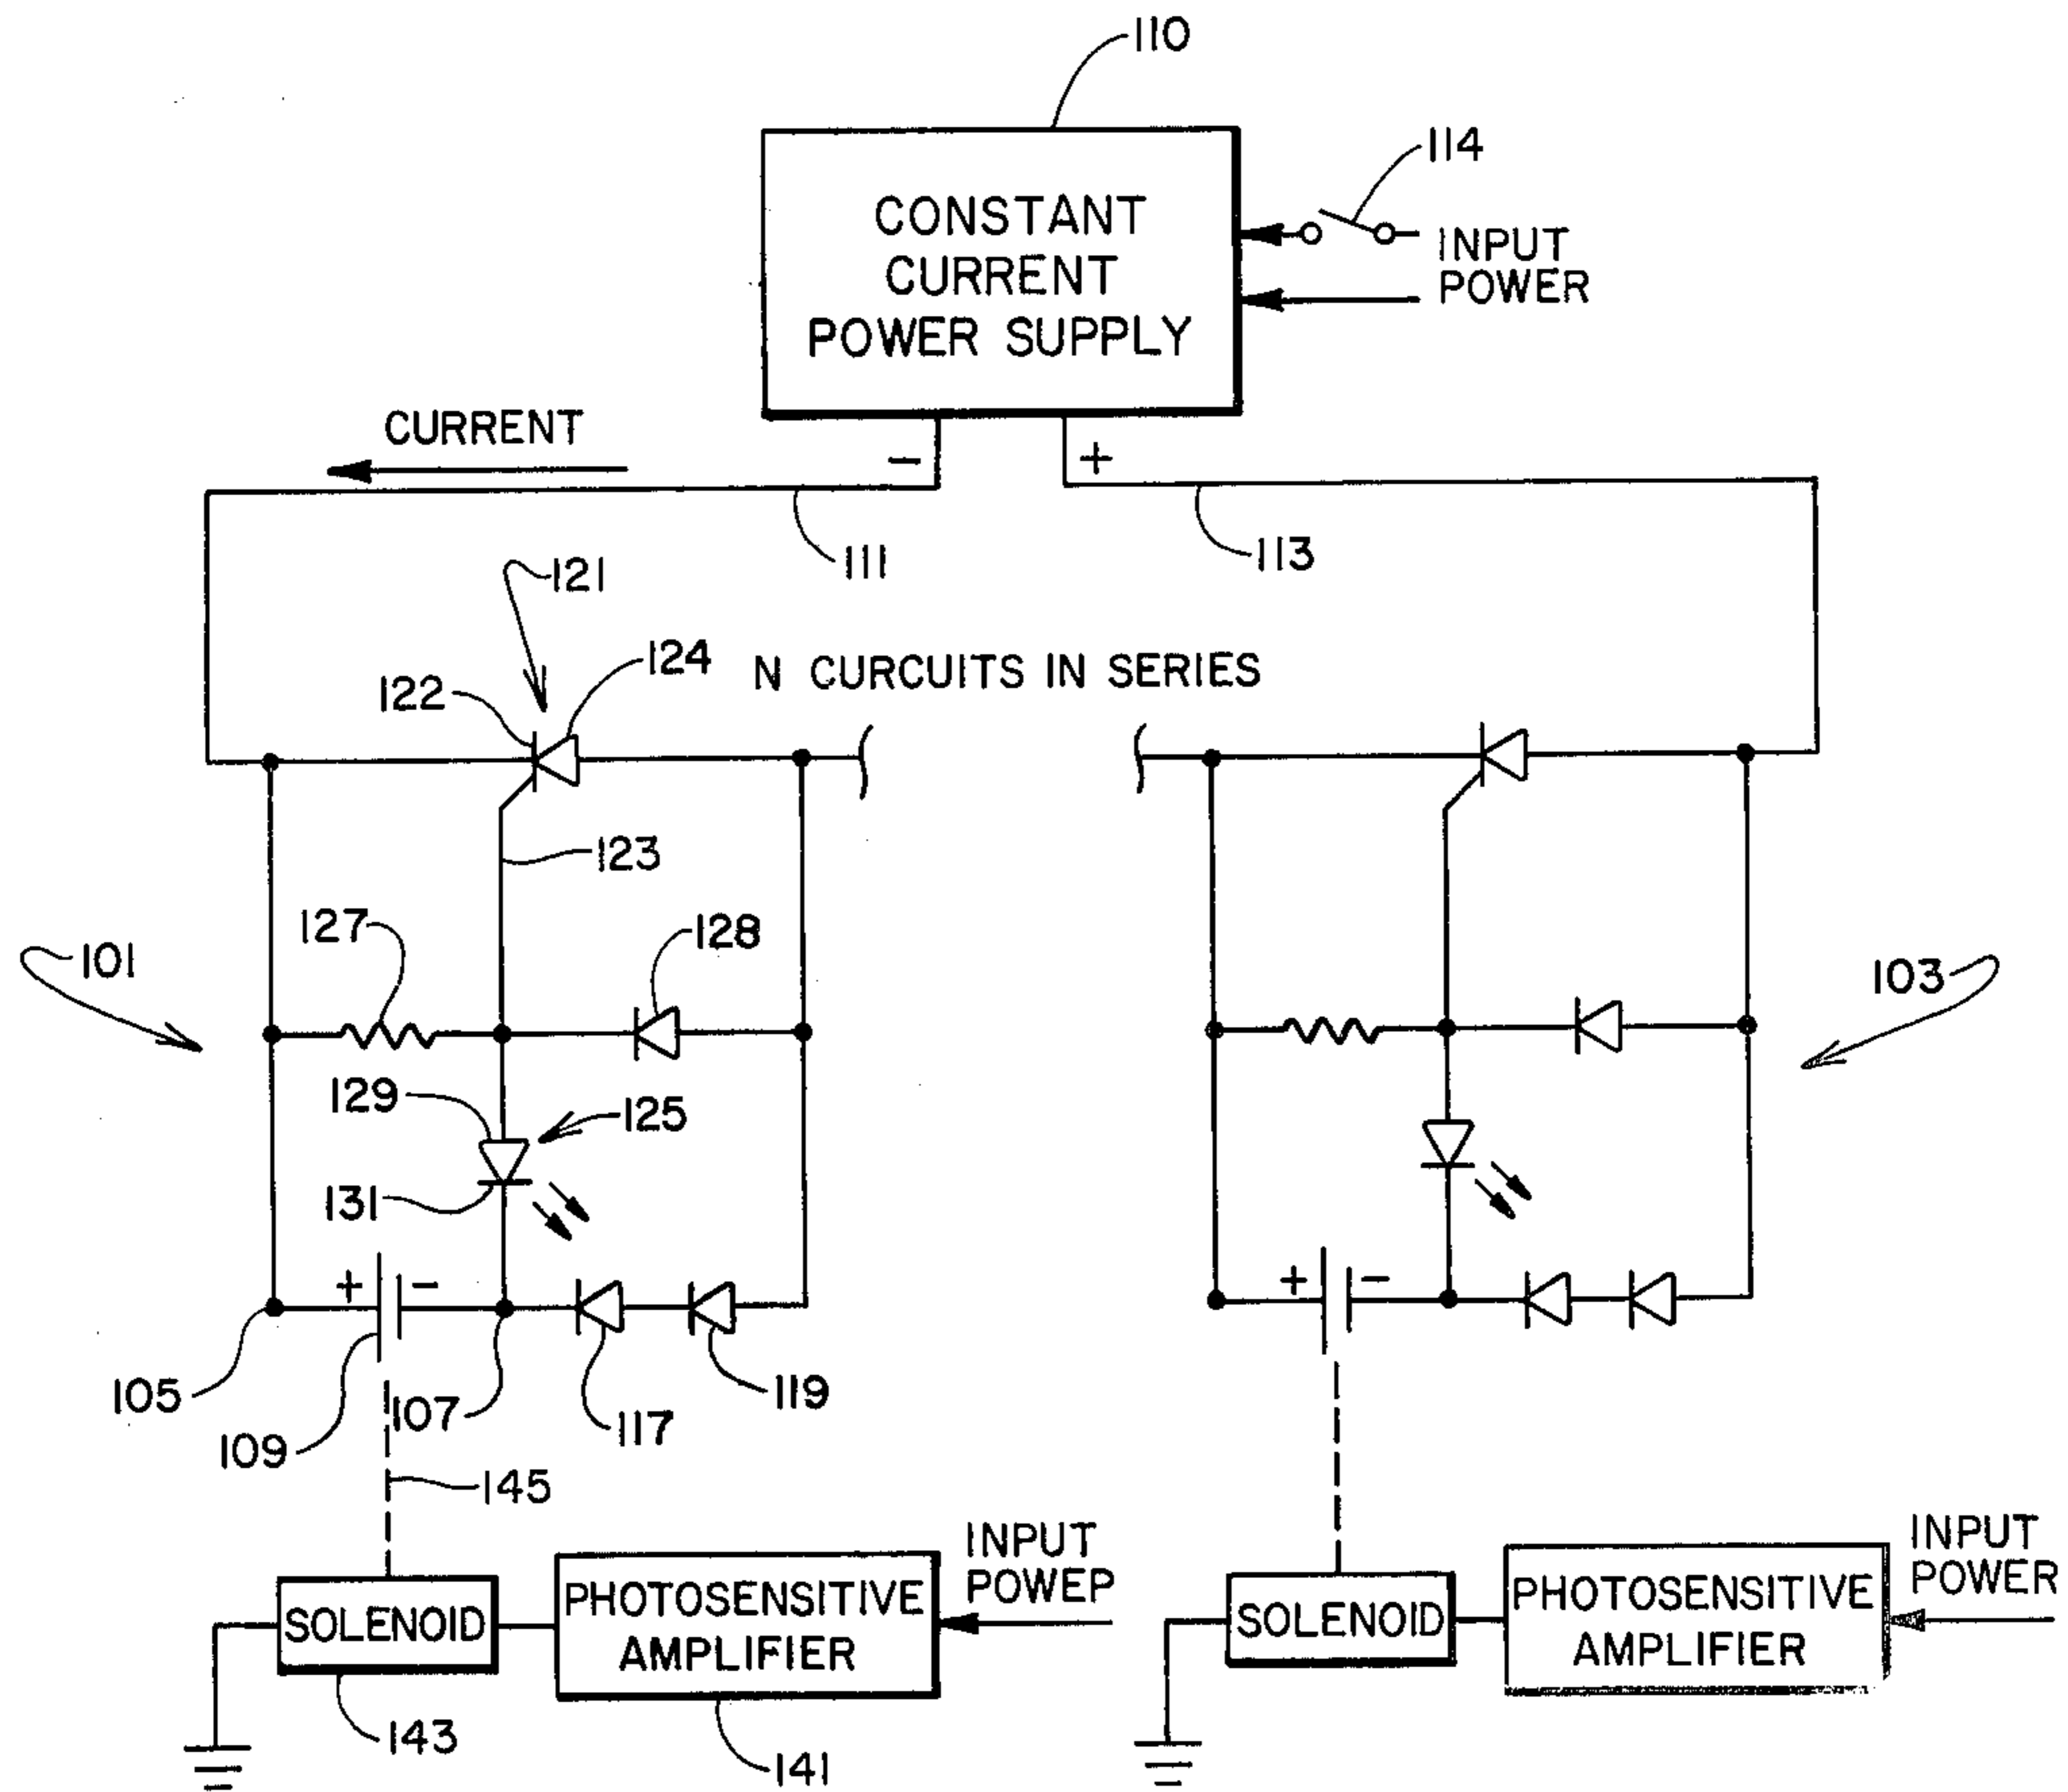 110
114
CONSTANT
CURRENT
POWER SUPPLY
INPUT
POWER
CURRENT
-
+
111
113
121
124
122
N CURCUITS IN SERIES
123
127
128
101
103
129
125
131
+
-
+
-
105
107
119
117
109
145
INPUT
POWEP
SOLENOID
PHOTOSENSITIVE
AMPLIFIER
INPUT
POWER
SOLENOID
PHOTOSENSITIVE
AMPLIFIER
143
141